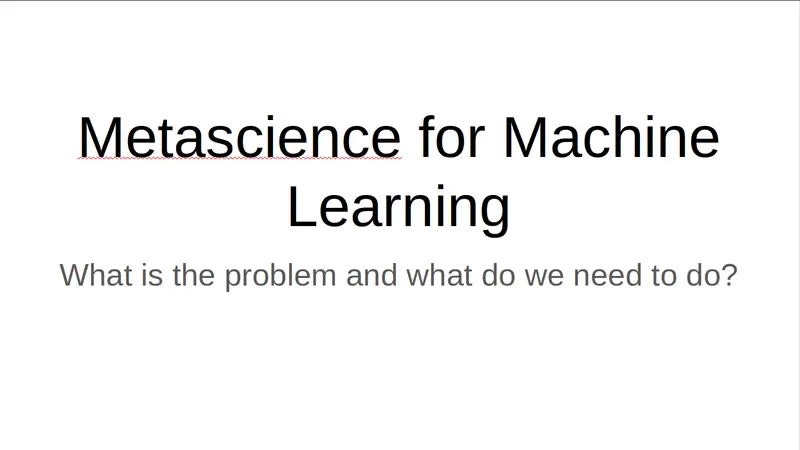 Metascience for Machine
Learning
What is the problem and what do we need to do?